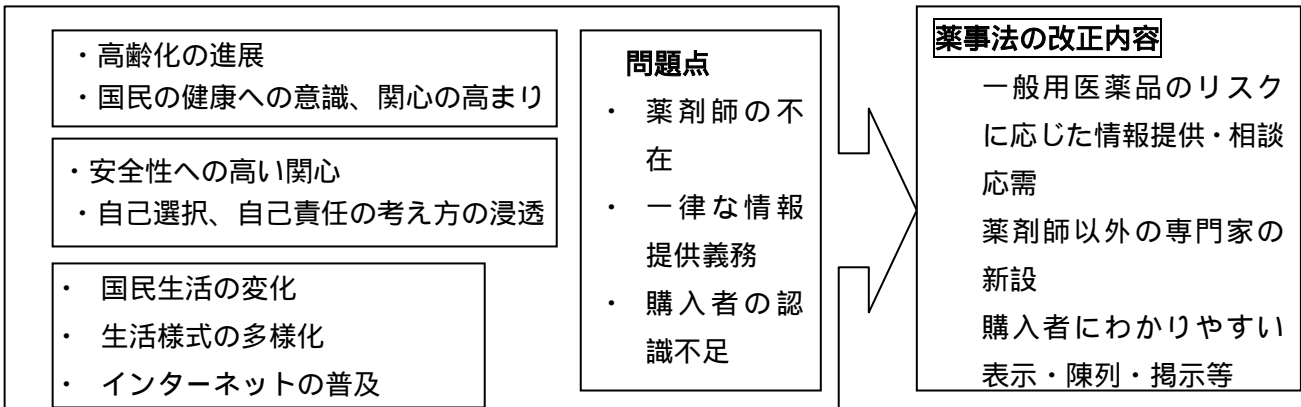 ・高齢化の進展
・国民の健康への意識、関心の高まり
・安全性への高い関心
・自己選択、自己責任の考え方の浸透
・ 国民生活の変化
・ 生活様式の多様化
・ インターネットの普及
問題点
・ 薬剤師の不
在
・ 一律な情報
提供義務
・ 購入者の認
識不足
薬事法の改正内容
一般用医薬品のリスク
に応じた情報提供・相談
応需
薬剤師以外の専門家の
新設
購入者にわかりやすい
表示・陳列・掲示等